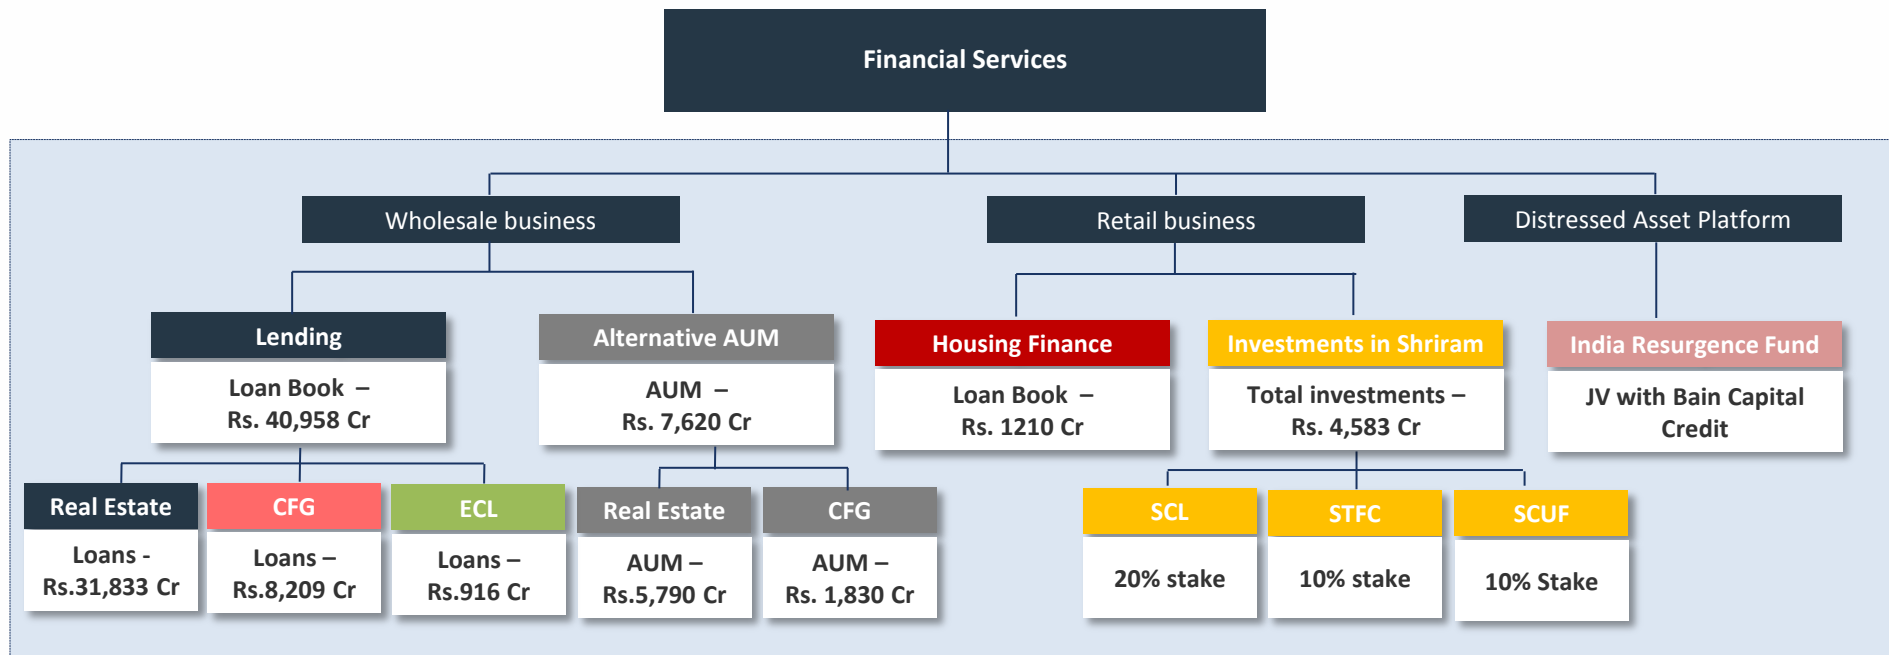 Financial Services
Wholesale business
Retail business
Distressed Asset Platform
Lending
Loan Book –
Rs. 40,958 Cr
Alternative AUM
AUM –
Rs. 7,620 Cr
Housing Finance
Loan Book –
Rs. 1210 Cr
Investments in Shriram
Total investments –
Rs. 4,583 Cr
India Resurgence Fund
JV with Bain Capital
Credit
Real Estate
Loans -
Rs.31,833 Cr
CFG
Loans –
Rs.8,209 Cr
ECL
Loans –
Rs.916 Cr
Real Estate
AUM –
Rs.5,790 Cr
CFG
AUM –
Rs. 1,830 Cr
SCL
20% stake
STFC
10% stake
SCUF
10% Stake